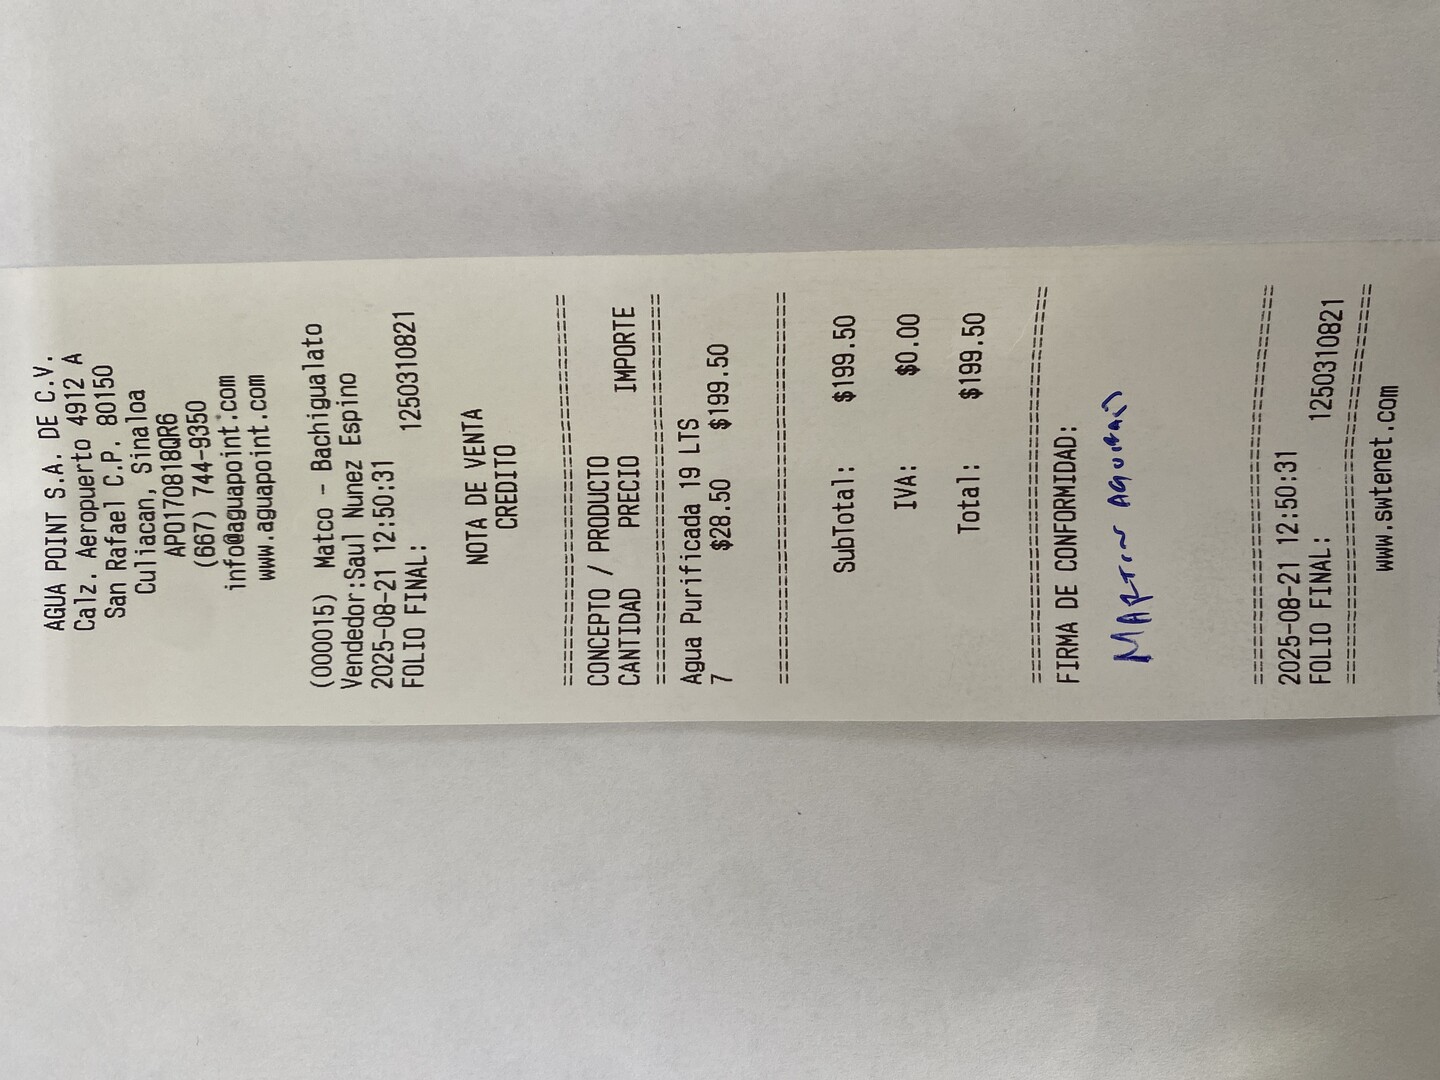 AGUA POINT S.A. DE C.V.
Calz. Aeropuerto 4912 A
San Rafael C.P. 80150
Culiacan, Sinaloa
APO170818QR6
(667) 744-9350
info@aguapoint.com
www.aguapoint.com
(000015) Matco - Bachigualato
Vendedor:Saul Nunez Espino
2025-08-21 12:50:31
FOLIO FINAL: 1250310821
NOTA DE VENTA
CREDITO
CONCEPTO / PRODUCTO
CANTIDAD PRECIO IMPORTE
Agua Purificada 19 LTS
7 $28.50 $199.50
SubTotal: $199.50
IVA: $0.00
Total: $199.50
FIRMA DE CONFORMIDAD:
MARTIN
2025-08-21 12:50:31
FOLIO FINAL: 1250310821
www.swtenet.com